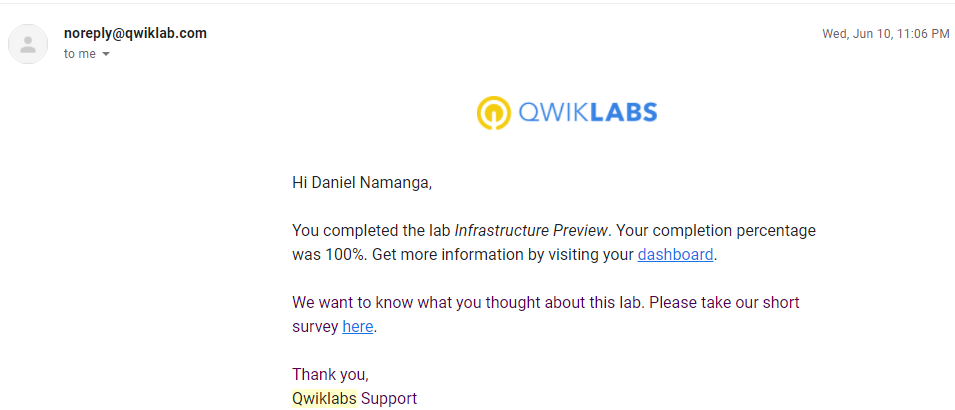 noreply@qwiklab.com
Wed, Jun 10, 11:06 PM
to me
QWIKLABS
Hi Daniel Namanga,
You completed the lab Infrastructure Preview. Your completion percentage
was 100%. Get more information by visiting your dashboard.
We want to know what you thought about this lab. Please take our short
survey here.
Thank you,
Qwiklabs Support